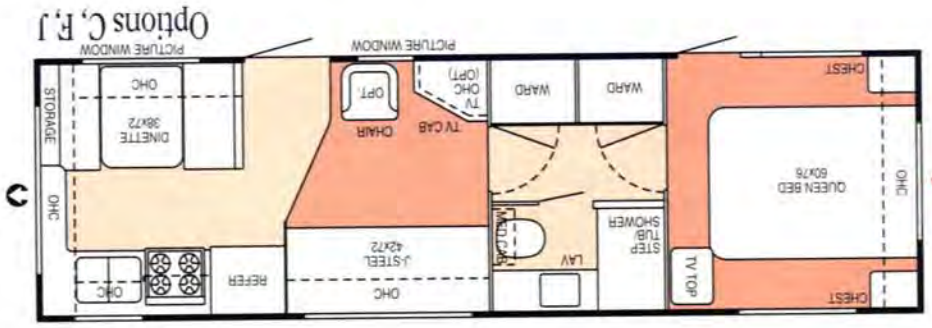 CHEST
TV TOP
OHC
QUEEN BED
60x76
CHEST
STEP
TUB/
SHOWER
LAV
MED CAB
WARD
WARD
OHC
J-STEEL
42x72
TV CAB
TV
OHC
(OPT)
CHAIR
OPT.
REFER
OHC
OHC
DINETTE
38x72
OHC
STORAGE
PICTURE WINDOW
PICTURE WINDOW
Options C, F, J